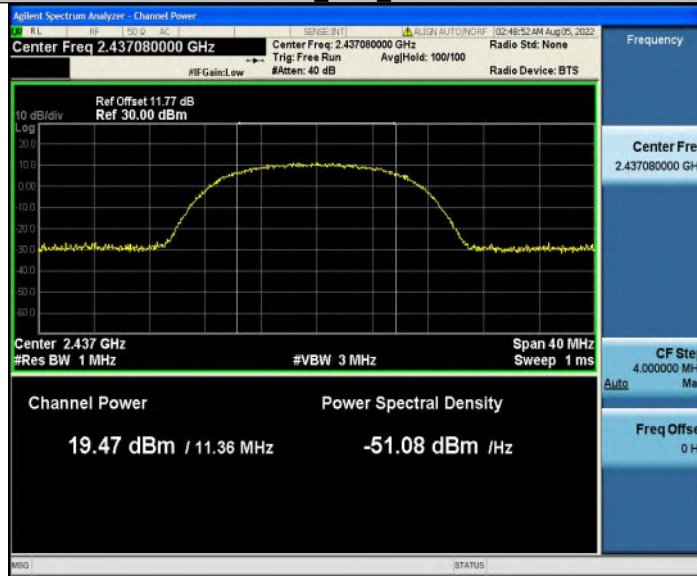 Agilent Spectrum Analyzer - Channel Power
RL RF 50 Ω AC SENSE:INT ALIGN AUTO/NORF 02:46:52 AM Aug 05, 2022
Center Freq 2.437080000 GHz
Center Freq: 2.437080000 GHz
Radio Std: None
Trig: Free Run Avg|Hold: 100/100
#IFGain:Low #Atten: 40 dB Radio Device: BTS
Ref Offset 11.77 dB
10 dB/div Ref 30.00 dBm
Log
20.0
10.0
0.00
-10.0
-20.0
-30.0
-40.0
-50.0
-60.0
Center 2.437 GHz Span 40 MHz
#Res BW 1 MHz #VBW 3 MHz Sweep 1 ms
Channel Power Power Spectral Density
19.47 dBm / 11.36 MHz -51.08 dBm /Hz
MSG STATUS
Frequency
Center Fre
2.437080000 GH
CF Ste
4.000000 MH
Auto Ma
Freq Offse
0 H